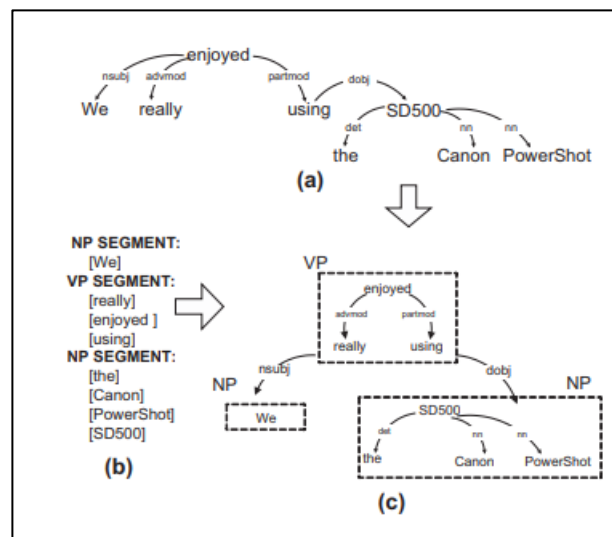 enjoyed
nsubj advmod partmod dobj
We really using SD500
det nn nn
the Canon PowerShot
(a)
NP SEGMENT:
[We]
VP SEGMENT:
[really]
[enjoyed ]
[using]
NP SEGMENT:
[the]
[Canon]
[PowerShot]
[SD500]
(b)
VP
enjoyed
advmod partmod
really using
nsubj dobj
NP NP
We
SD500
det nn nn
the Canon PowerShot
(c)